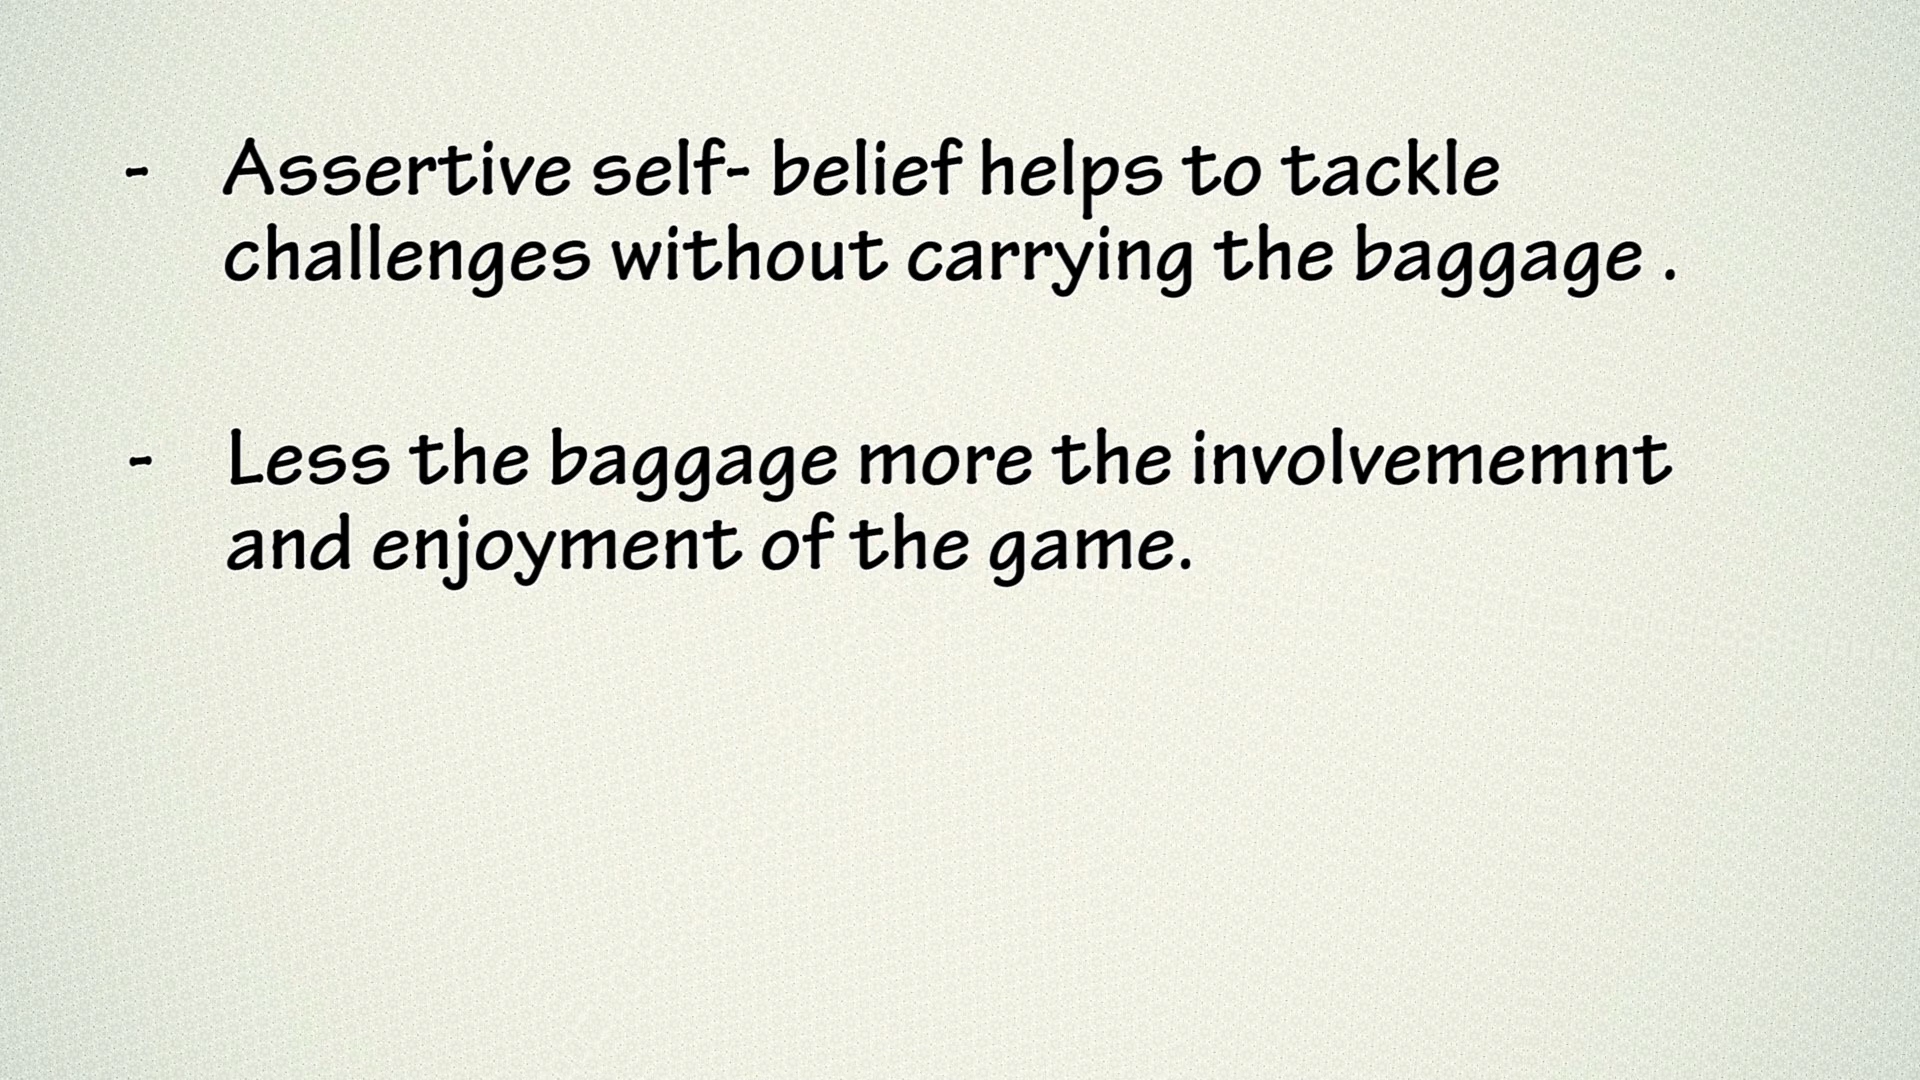 - Assertive self- belief helps to tackle
challenges without carrying the baggage .
- Less the baggage more the involvememnt
and enjoyment of the game.